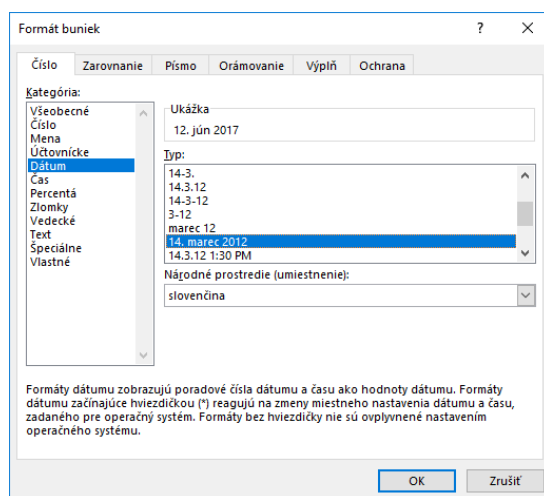 Formát buniek
?
Číslo
Zarovnanie
Písmo
Orámovanie
Výplň
Ochrana
Kategória:
Všeobecné
Číslo
Mena
Účtovnícke
Dátum
Čas
Percentá
Zlomky
Vedecké
Text
Špeciálne
Vlastné
Ukážka
12. jún 2017
Typ:
14-3.
14.3.12
14-3-12
3-12
marec 12
14. marec 2012
14.3.12 1:30 PM
Národné prostredie (umiestnenie):
slovenčina
Formáty dátumu zobrazujú poradové čísla dátumu a času ako hodnoty dátumu. Formáty
dátumu začínajúce hviezdičkou (*) reagujú na zmeny miestneho nastavenia dátumu a času,
zadaného pre operačný systém. Formáty bez hviezdičky nie sú ovplyvnené nastavením
operačného systému.
OK
Zrušiť